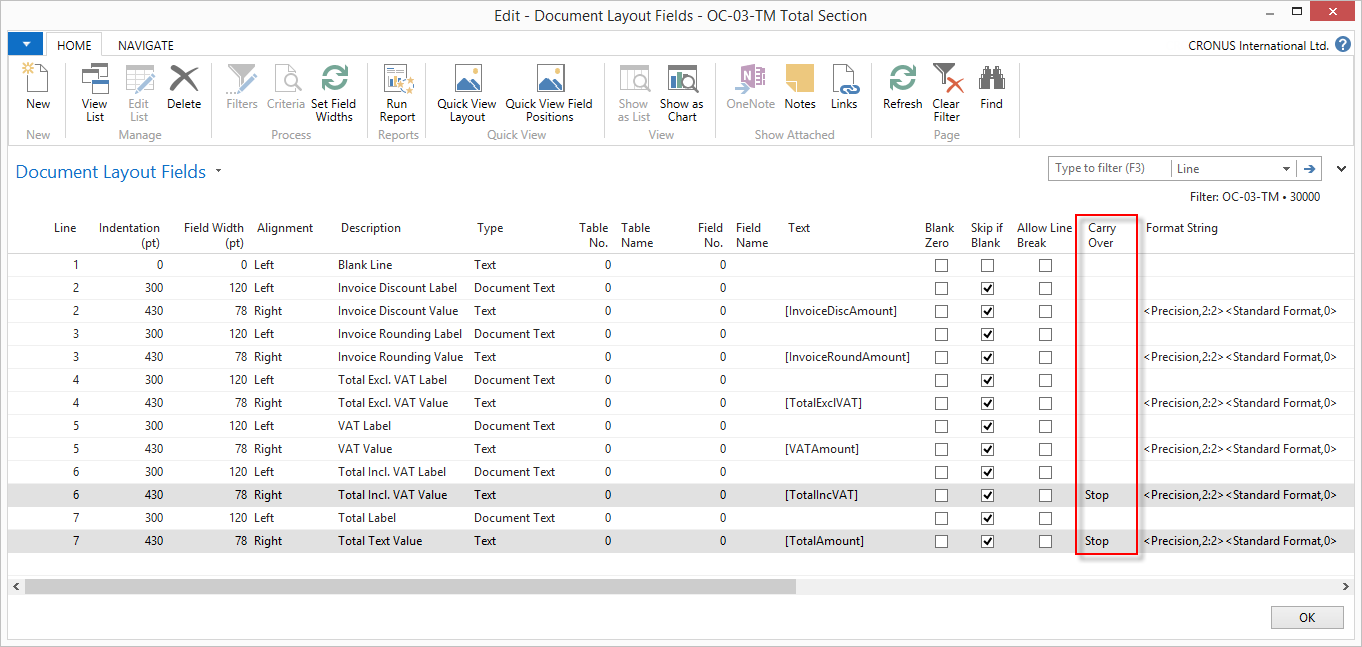 Edit - Document Layout Fields - OC-03-TM Total Section
HOME NAVIGATE CRONUS International Ltd. ?
New View List Edit List Delete Filters Criteria Set Field Widths Run Report Quick View Layout Quick View Field Positions Show as List Show as Chart OneNote Notes Links Refresh Clear Filter Find
New Manage Process Reports Quick View View Show Attached Page
Document Layout Fields Type to filter (F3) Line
Filter: OC-03-TM • 30000
Line Indentation (pt) Field Width (pt) Alignment Description Type Table No. Table Name Field No. Field Name Text Blank Zero Skip if Blank Allow Line Break Carry Over Format String
1 0 0 Left Blank Line Text 0 0
2 300 120 Left Invoice Discount Label Document Text 0 0
2 430 78 Right Invoice Discount Value Text 0 0 [InvoiceDiscAmount] <Precision,2:2><Standard Format,0>
3 300 120 Left Invoice Rounding Label Document Text 0 0
3 430 78 Right Invoice Rounding Value Text 0 0 [InvoiceRoundAmount] <Precision,2:2><Standard Format,0>
4 300 120 Left Total Excl. VAT Label Document Text 0 0
4 430 78 Right Total Excl. VAT Value Text 0 0 [TotalExclVAT] <Precision,2:2><Standard Format,0>
5 300 120 Left VAT Label Document Text 0 0
5 430 78 Right VAT Value Text 0 0 [VATAmount] <Precision,2:2><Standard Format,0>
6 300 120 Left Total Incl. VAT Label Document Text 0 0
6 430 78 Right Total Incl. VAT Value Text 0 0 [TotalIncVAT] Stop <Precision,2:2><Standard Format,0>
7 300 120 Left Total Label Document Text 0 0
7 430 78 Right Total Text Value Text 0 0 [TotalAmount] Stop <Precision,2:2><Standard Format,0>
OK